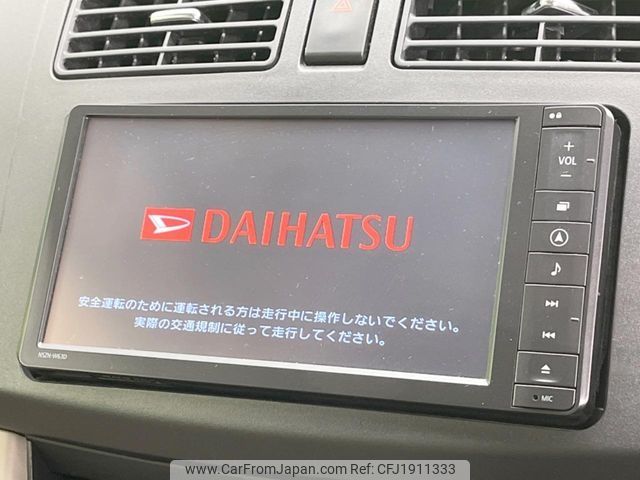 DAIHATSU
安全運転のために運転される方は走行中に操作しないでください。
実際の交通規制に従って走行してください。
NSZN-W63D
+
VOL
−
MIC
www.CarFromJapan.com RefCode: CFJ1911333